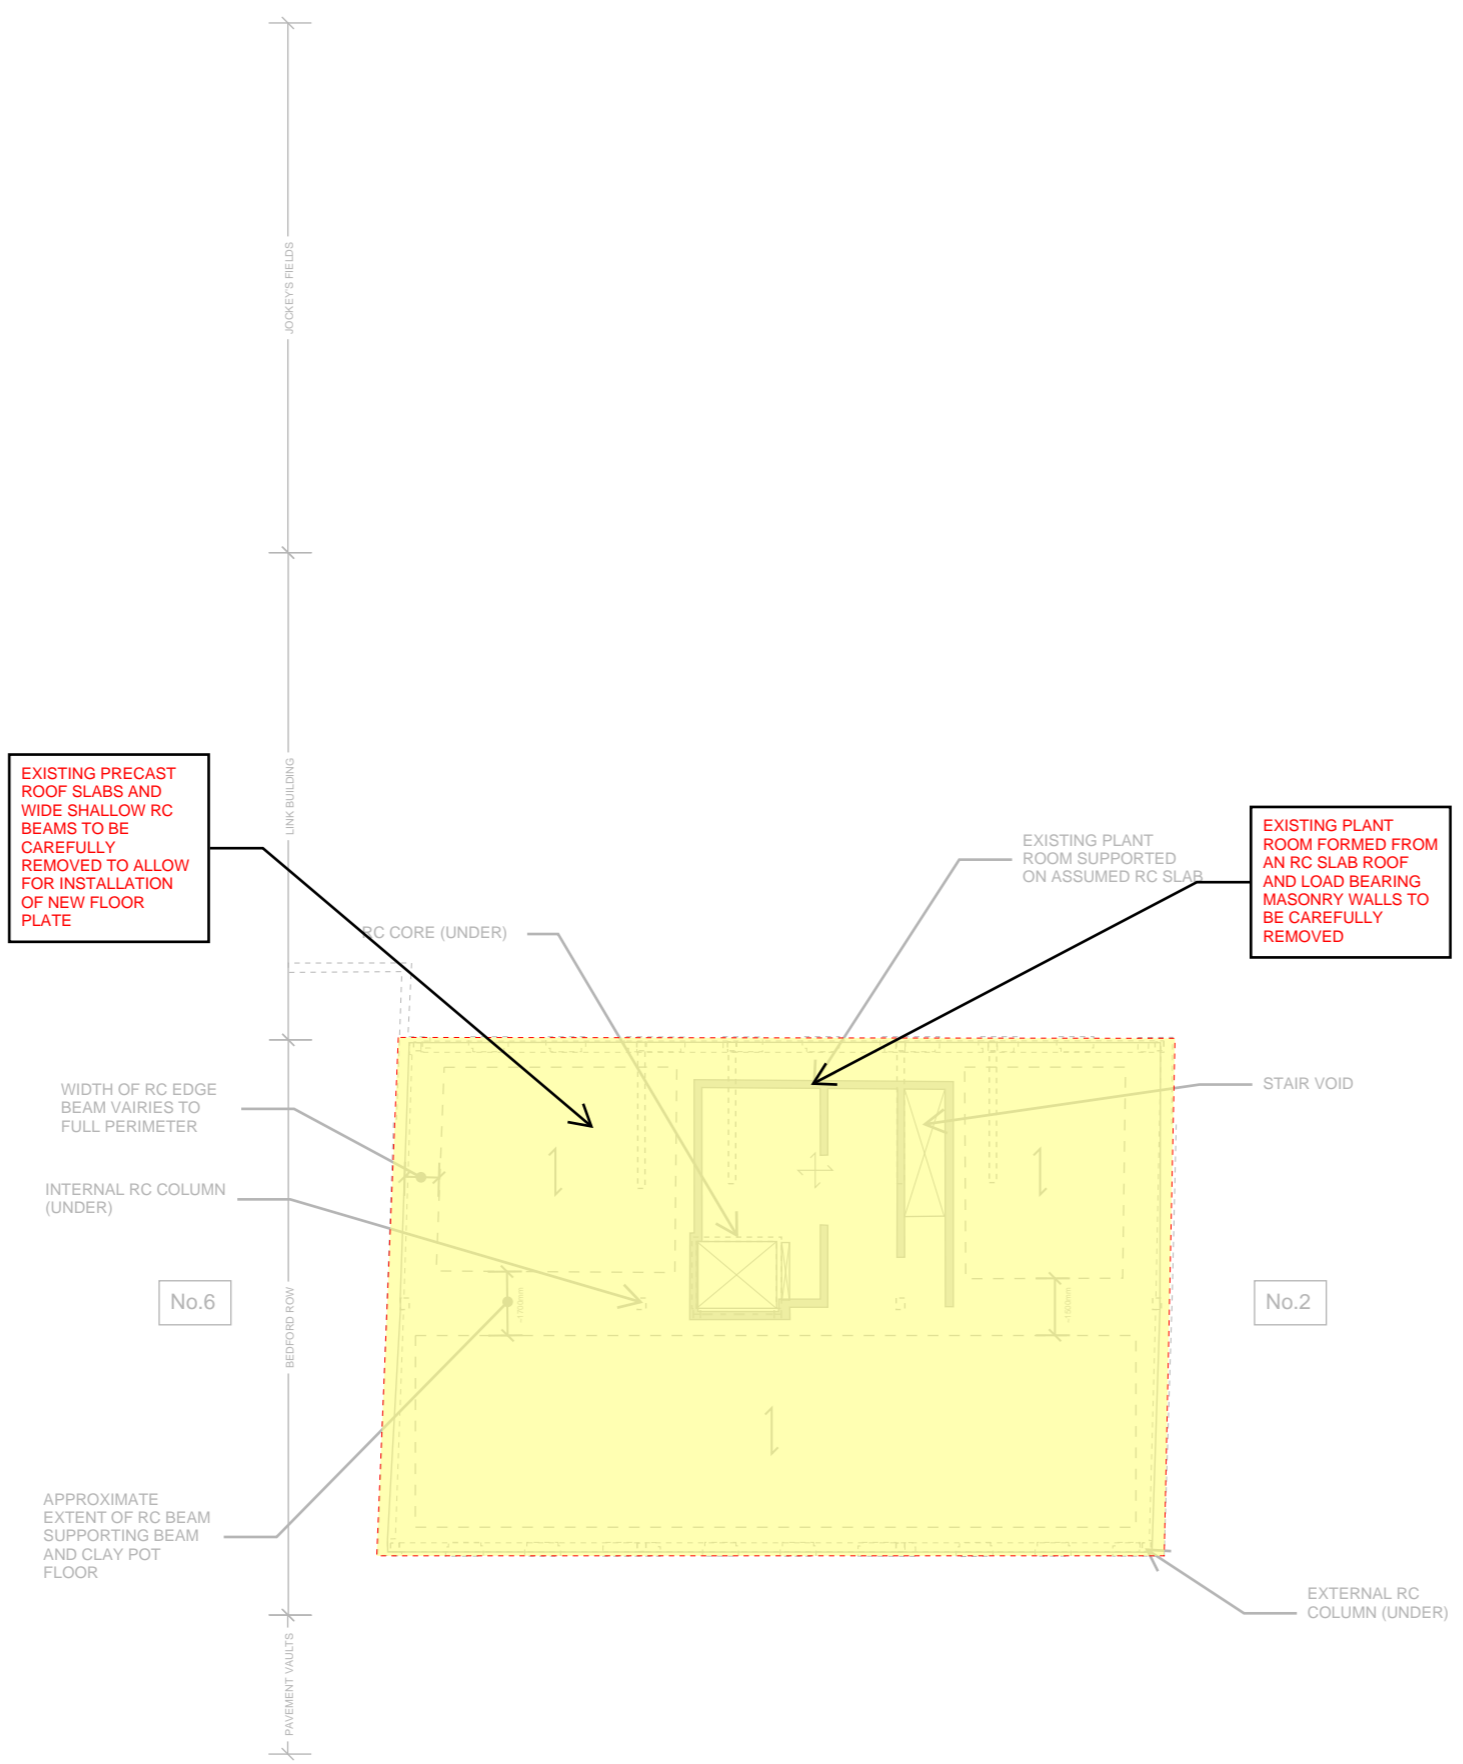 JOCKEY'S FIELDS
LINK BUILDING
EXISTING PRECAST
ROOF SLABS AND
WIDE SHALLOW RC
BEAMS TO BE
CAREFULLY
REMOVED TO ALLOW
FOR INSTALLATION
OF NEW FLOOR
PLATE
EXISTING PLANT
ROOM SUPPORTED
ON ASSUMED RC SLAB
EXISTING PLANT
ROOM FORMED FROM
AN RC SLAB ROOF
AND LOAD BEARING
MASONRY WALLS TO
BE CAREFULLY
REMOVED
RC CORE (UNDER)
WIDTH OF RC EDGE
BEAM VAIRIES TO
FULL PERIMETER
STAIR VOID
INTERNAL RC COLUMN
(UNDER)
No.6
~1700mm
~1500mm
No.2
BEDFORD ROW
APPROXIMATE
EXTENT OF RC BEAM
SUPPORTING BEAM
AND CLAY POT
FLOOR
EXTERNAL RC
COLUMN (UNDER)
PAVEMENT VAULTS